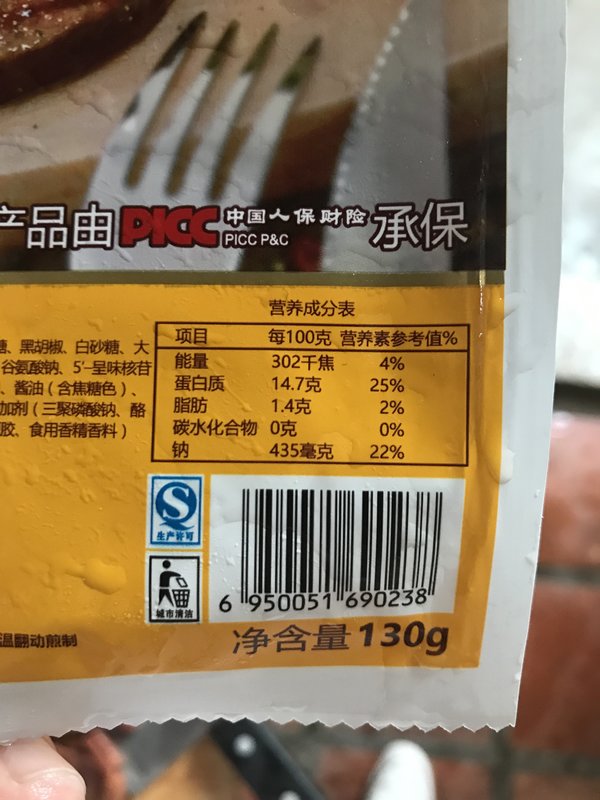 产品由PICC 中国人保财险 承保
PICC P&C
营养成分表
项目 每100克 营养素参考值%
能量 302千焦 4%
蛋白质 14.7克 25%
脂肪 1.4克 2%
碳水化合物 0克 0%
钠 435毫克 22%
糖、黑胡椒、白砂糖、大
谷氨酸钠、5'-呈味核苷
、酱油（含焦糖色）、
加剂（三聚磷酸钠、酪
胶、食用香精香料）
生产许可
城市清洁
6 950051 690238
温翻动煎制
净含量 130g